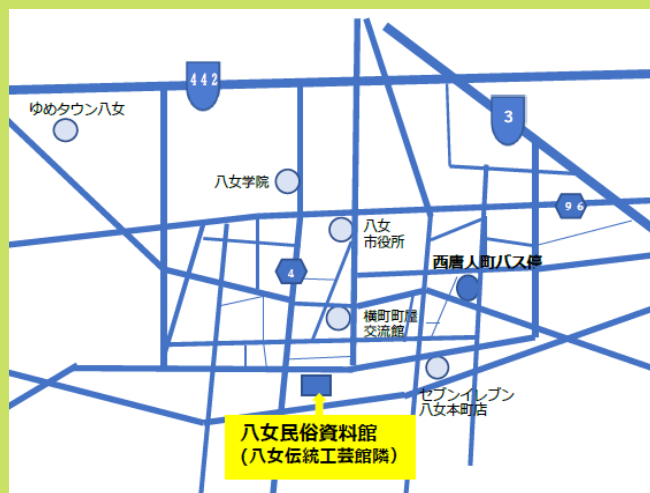 442
3
ゆめタウン八女
八女学院
96
八女
市役所
西唐人町バス停
4
横町町屋
交流館
セブンイレブン
八女本町店
八女民俗資料館
(八女伝統工芸館隣)